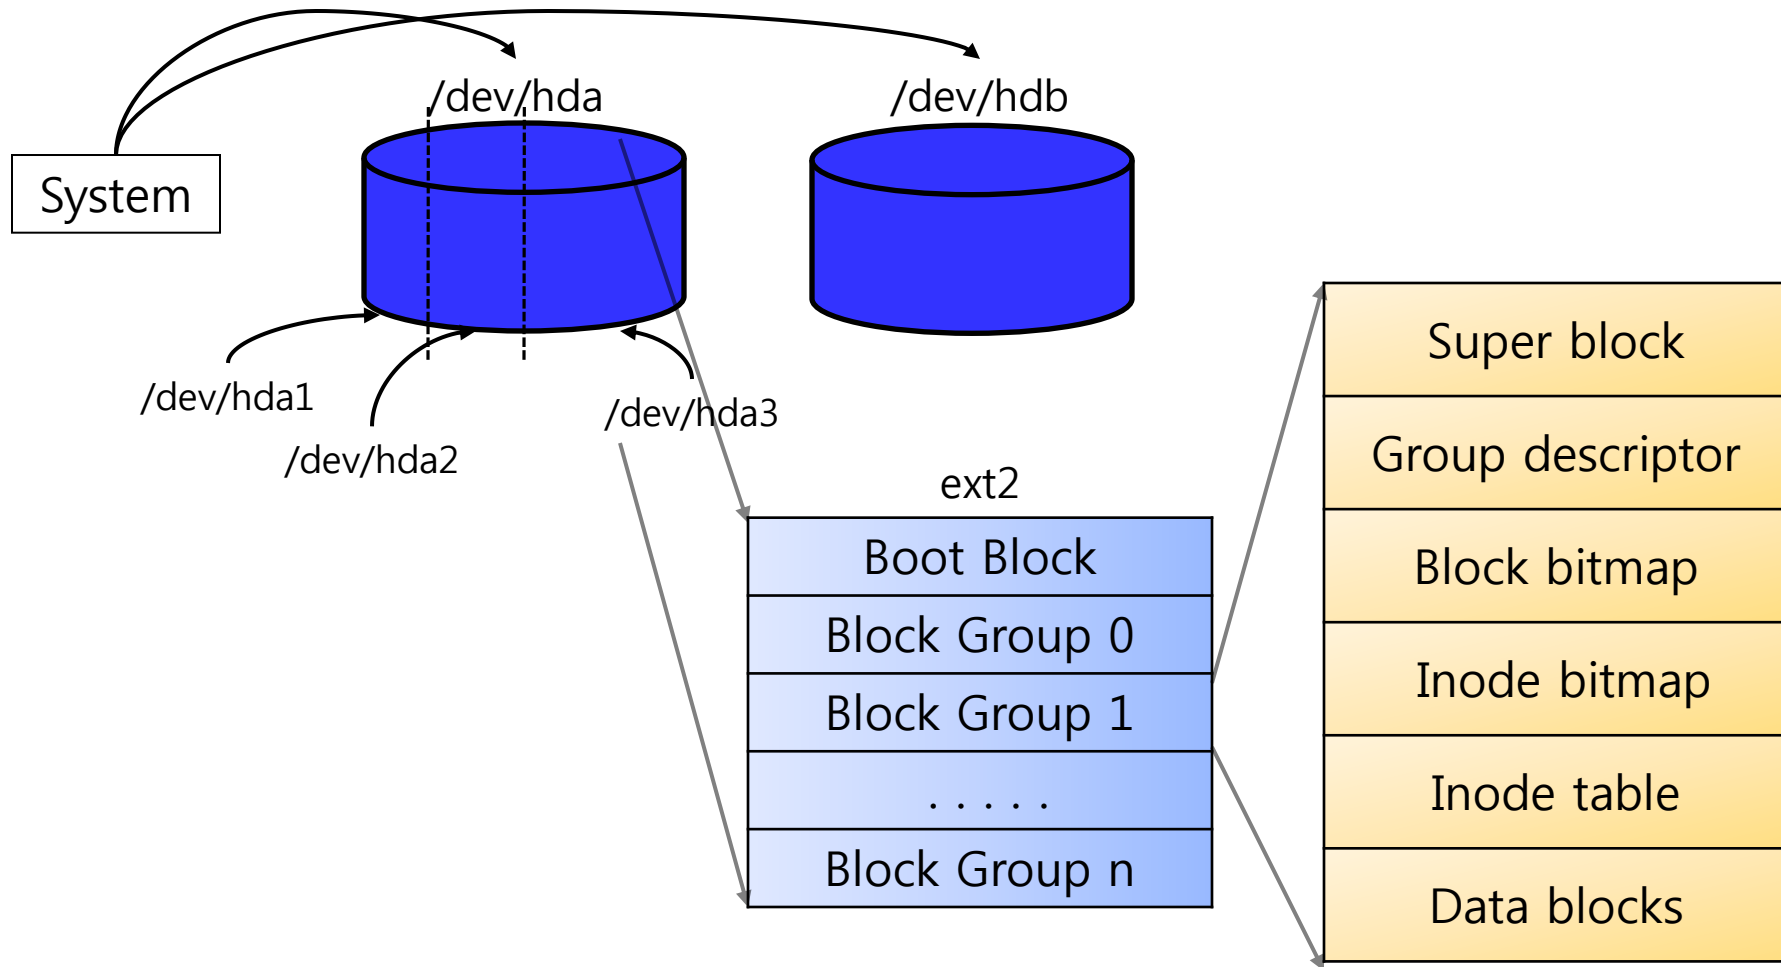 /dev/hda
/dev/hdb
System
/dev/hda1
/dev/hda2
/dev/hda3
ext2
Boot Block
Block Group 0
Block Group 1
. . . . .
Block Group n
Super block
Group descriptor
Block bitmap
Inode bitmap
Inode table
Data blocks